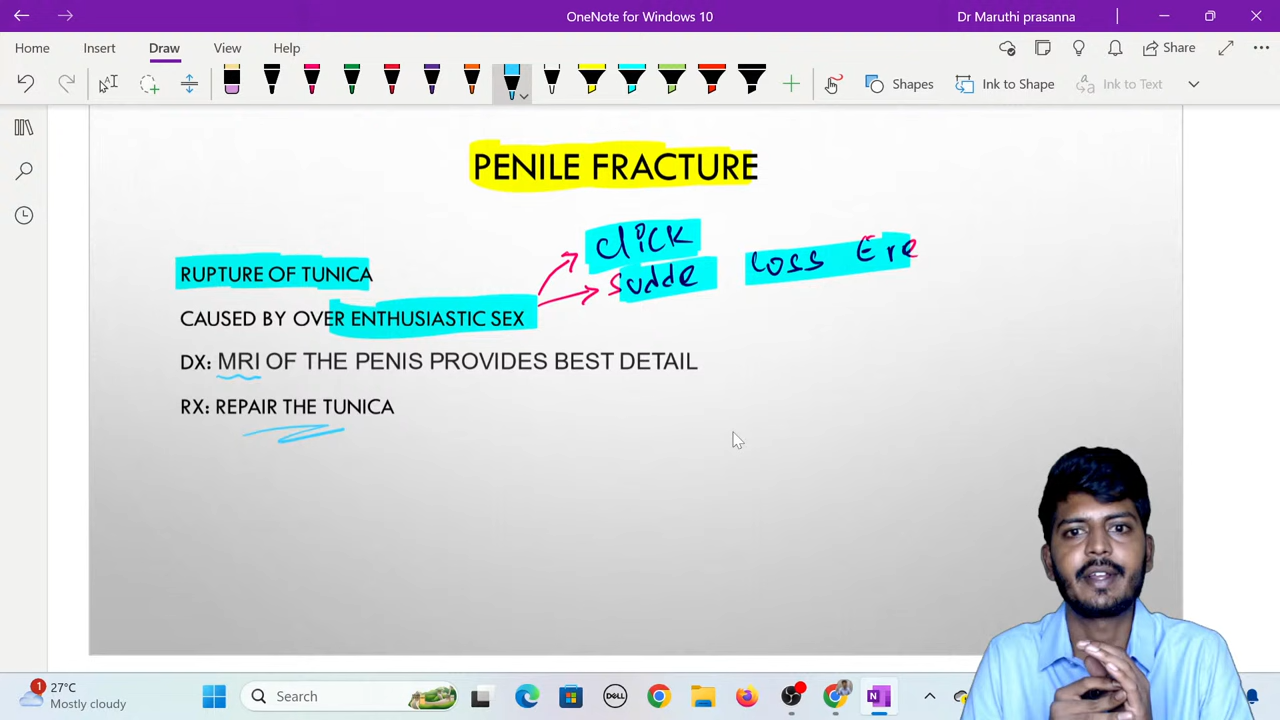 OneNote for Windows 10
Dr Maruthi prasanna
Home Insert Draw View Help
Share
Shapes Ink to Shape Ink to Text
PENILE FRACTURE
click
RUPTURE OF TUNICA
sudde loss Ere
CAUSED BY OVER ENTHUSIASTIC SEX
DX: MRI OF THE PENIS PROVIDES BEST DETAIL
RX: REPAIR THE TUNICA
1
27°C
Mostly cloudy
Search
DELL